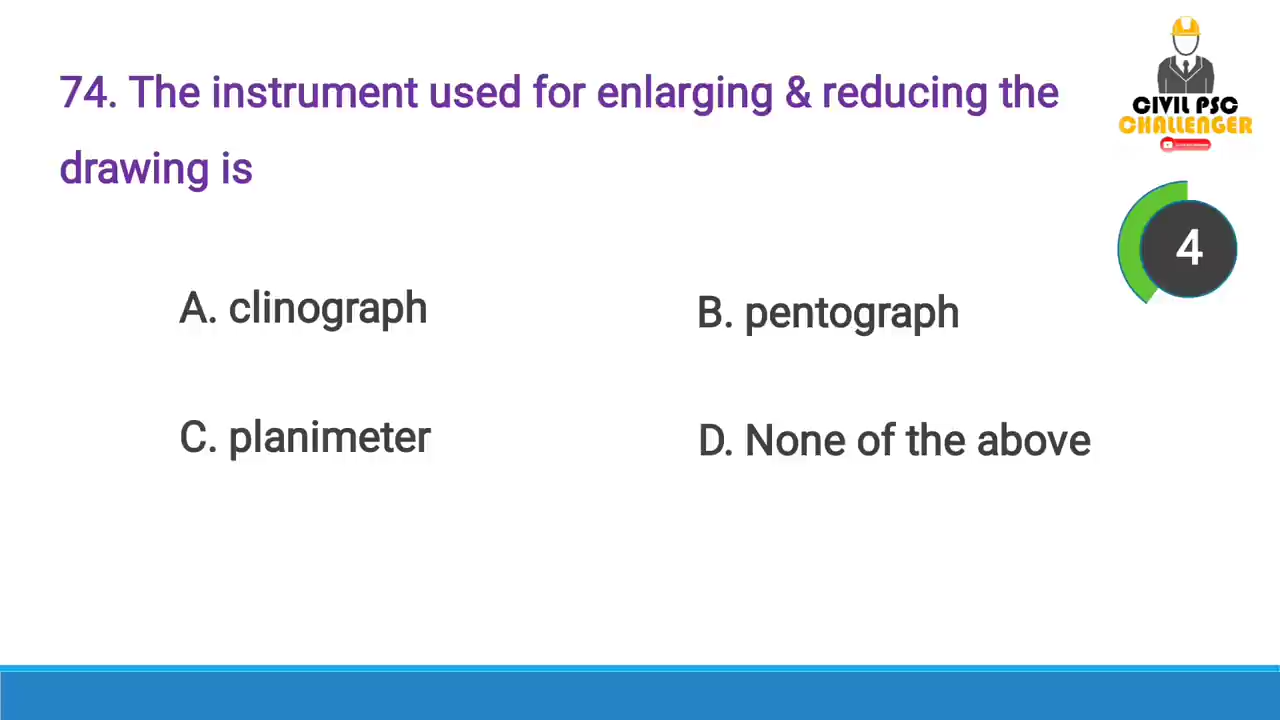 74. The instrument used for enlarging & reducing the
drawing is
CIVIL PSC
CHALLENGER
4
A. clinograph
B. pentograph
C. planimeter
D. None of the above